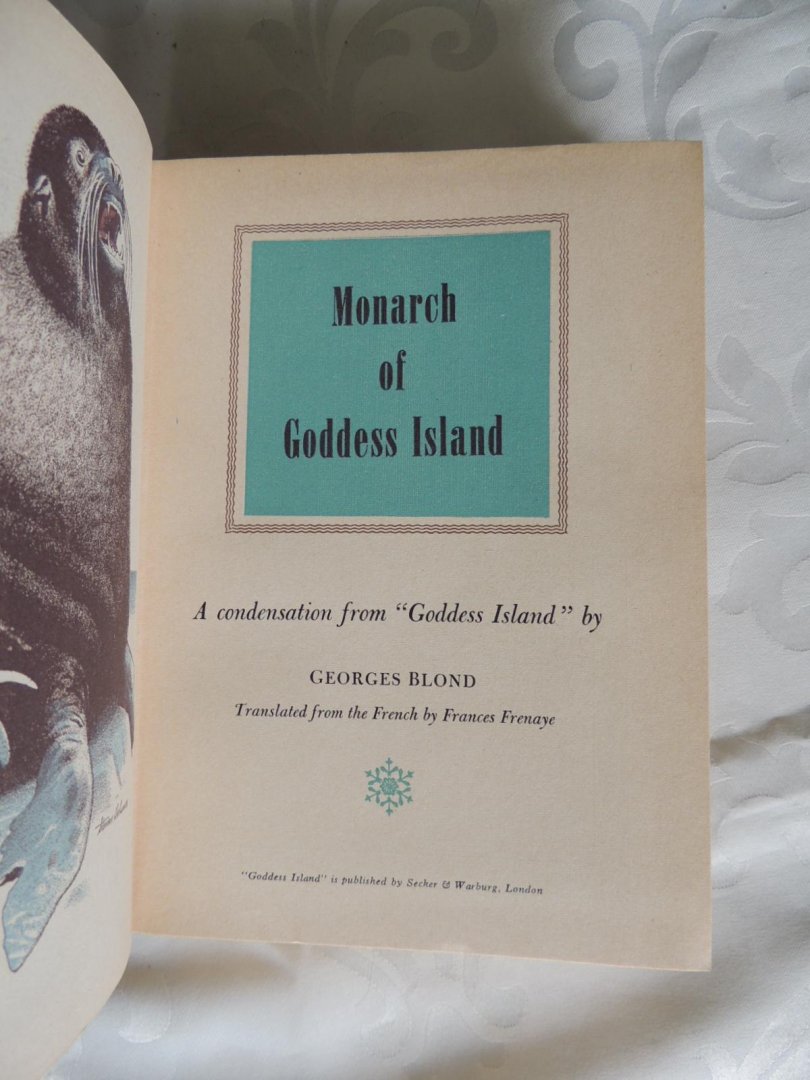 Monarch
of
Goddess Island
A condensation from "Goddess Island" by
GEORGES BLOND
Translated from the French by Frances Frenaye
"Goddess Island" is published by Secker & Warburg, London